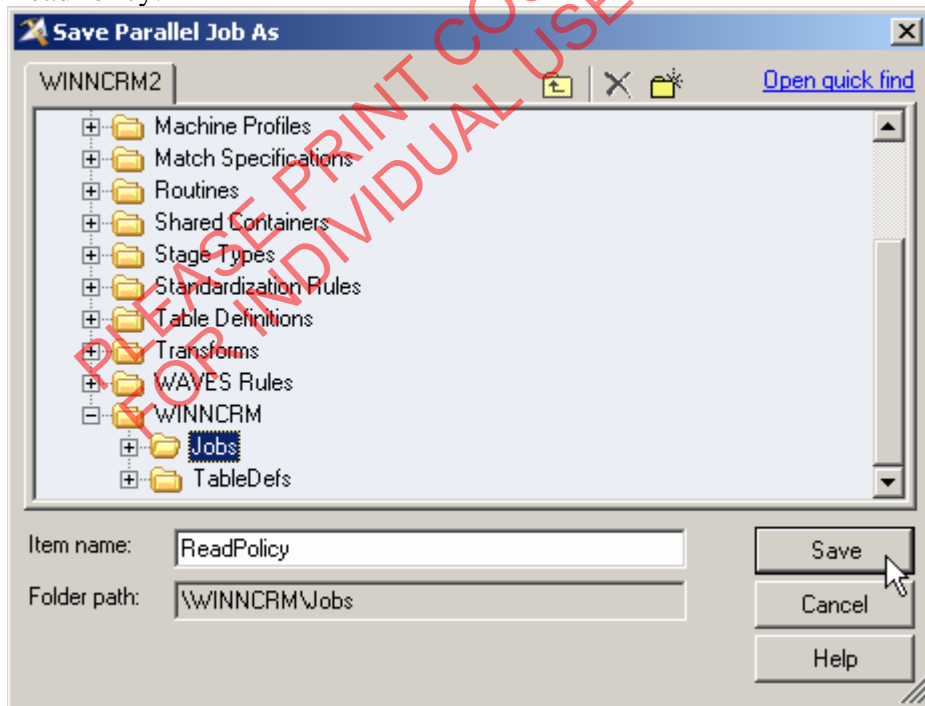 Save Parallel Job As
WINNCRM2
Open quick find
Machine Profiles
Match Specifications
Routines
Shared Containers
Stage Types
Standardization Rules
Table Definitions
Transforms
WAVES Rules
WINNCRM
Jobs
TableDefs
Item name: ReadPolicy Save
Folder path: \WINNCRM\Jobs Cancel
Help
PLEASE PRINT
FOR INDIVIDUAL USE